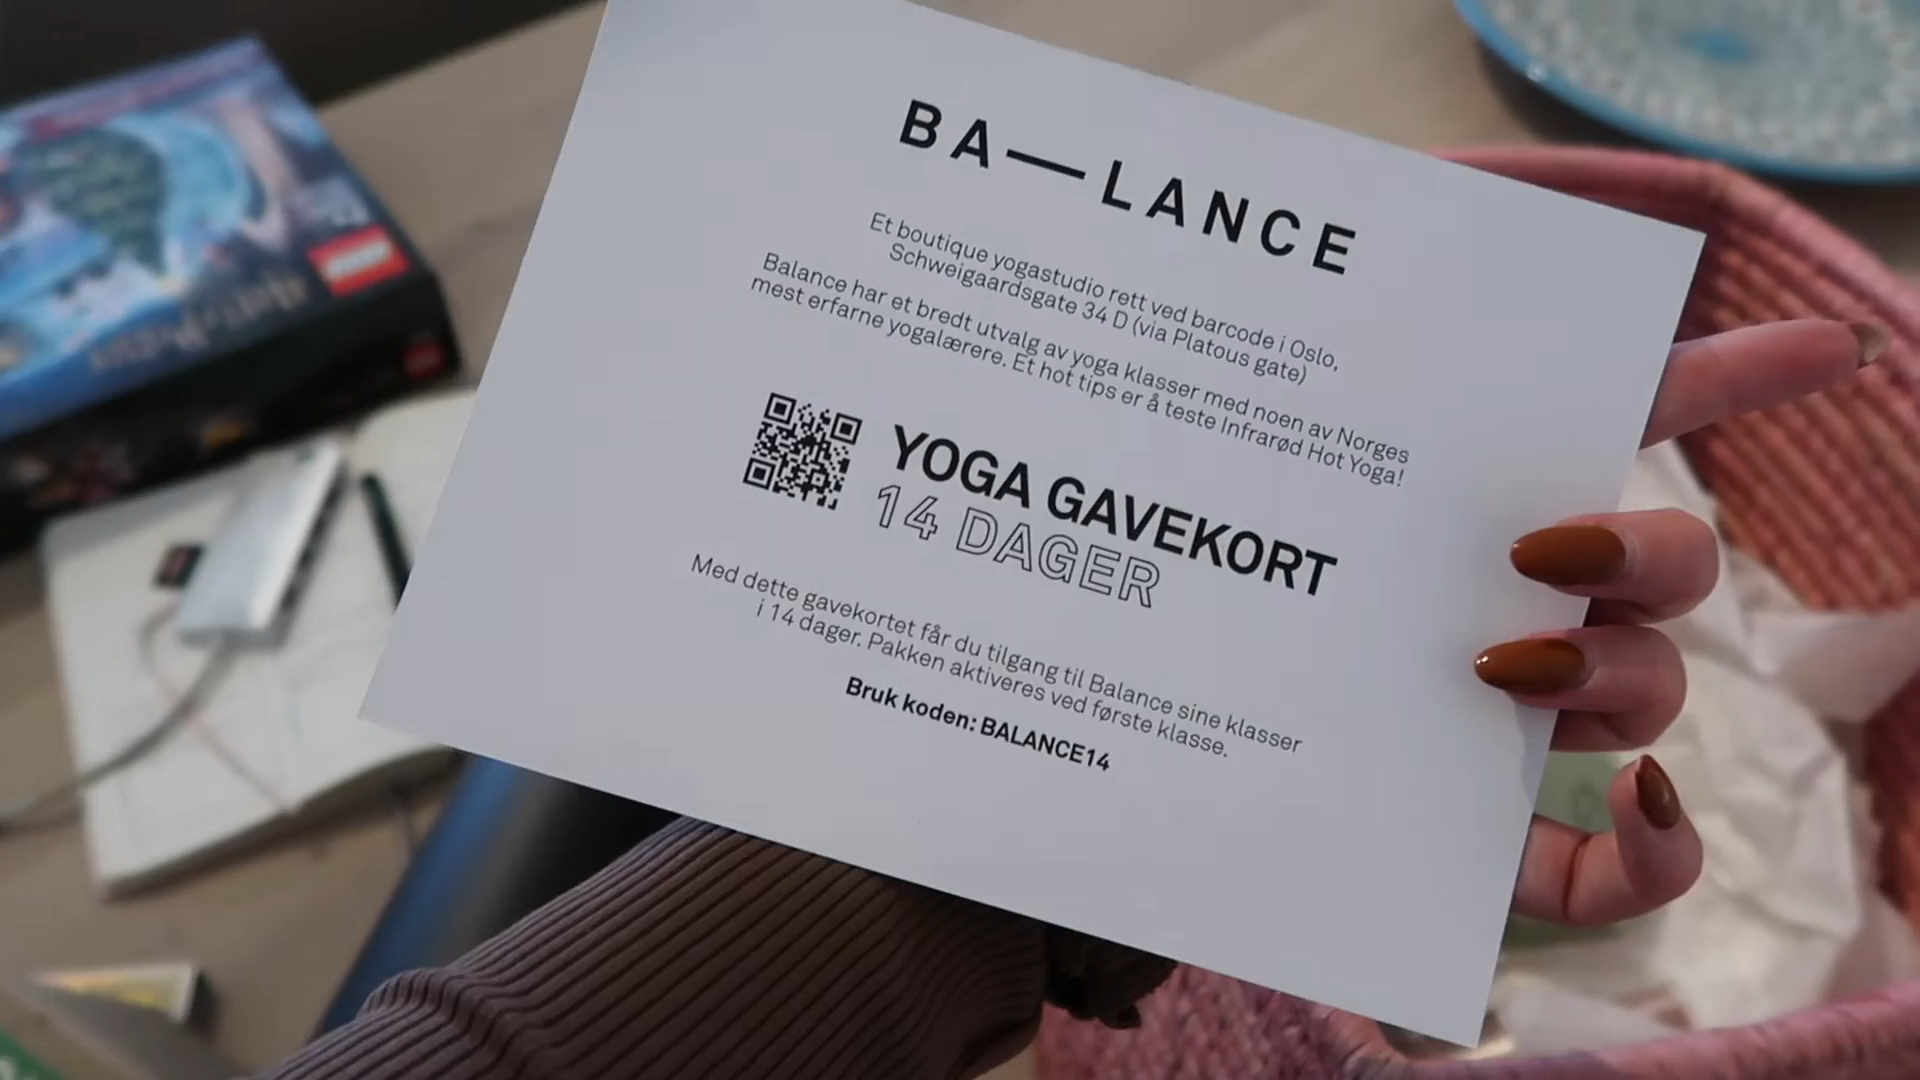 BA—LANCE
Et boutique yogastudio rett ved barcode i Oslo,
Schweigaardsgate 34 D (via Platous gate)
Balance har et bredt utvalg av yoga klasser med noen av Norges
mest erfarne yogalærere. Et hot tips er å teste Infrarød Hot Yoga!
YOGA GAVEKORT
14 DAGER
Med dette gavekortet får du tilgang til Balance sine klasser
i 14 dager. Pakken aktiveres ved første klasse.
Bruk koden: BALANCE14
LEGO
Harry Potter